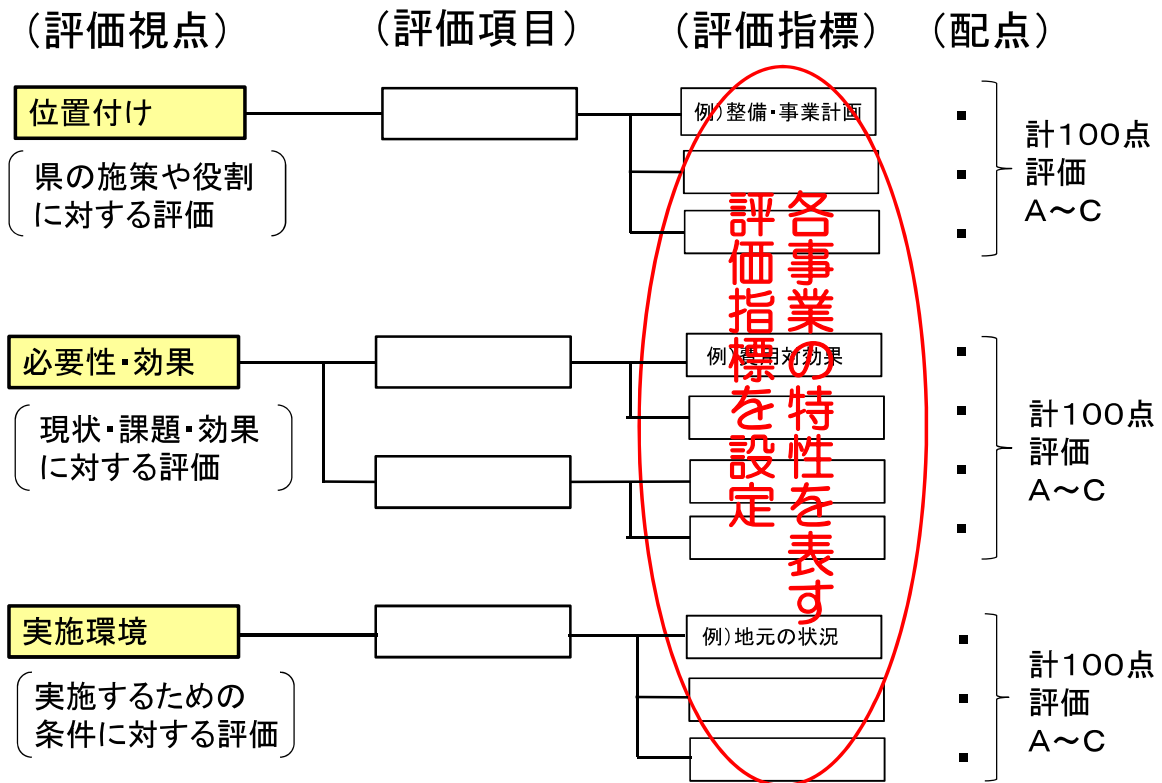 （評価視点）
（評価項目）
（評価指標）
（配点）
位置付け
県の施策や役割
に対する評価
例）整備・事業計画
計１００点
評価
Ａ～Ｃ
必要性・効果
現状・課題・効果
に対する評価
例）費用対効果
計１００点
評価
Ａ～Ｃ
実施環境
実施するための
条件に対する評価
例）地元の状況
計１００点
評価
Ａ～Ｃ
各事業の特性を表す
評価指標を設定